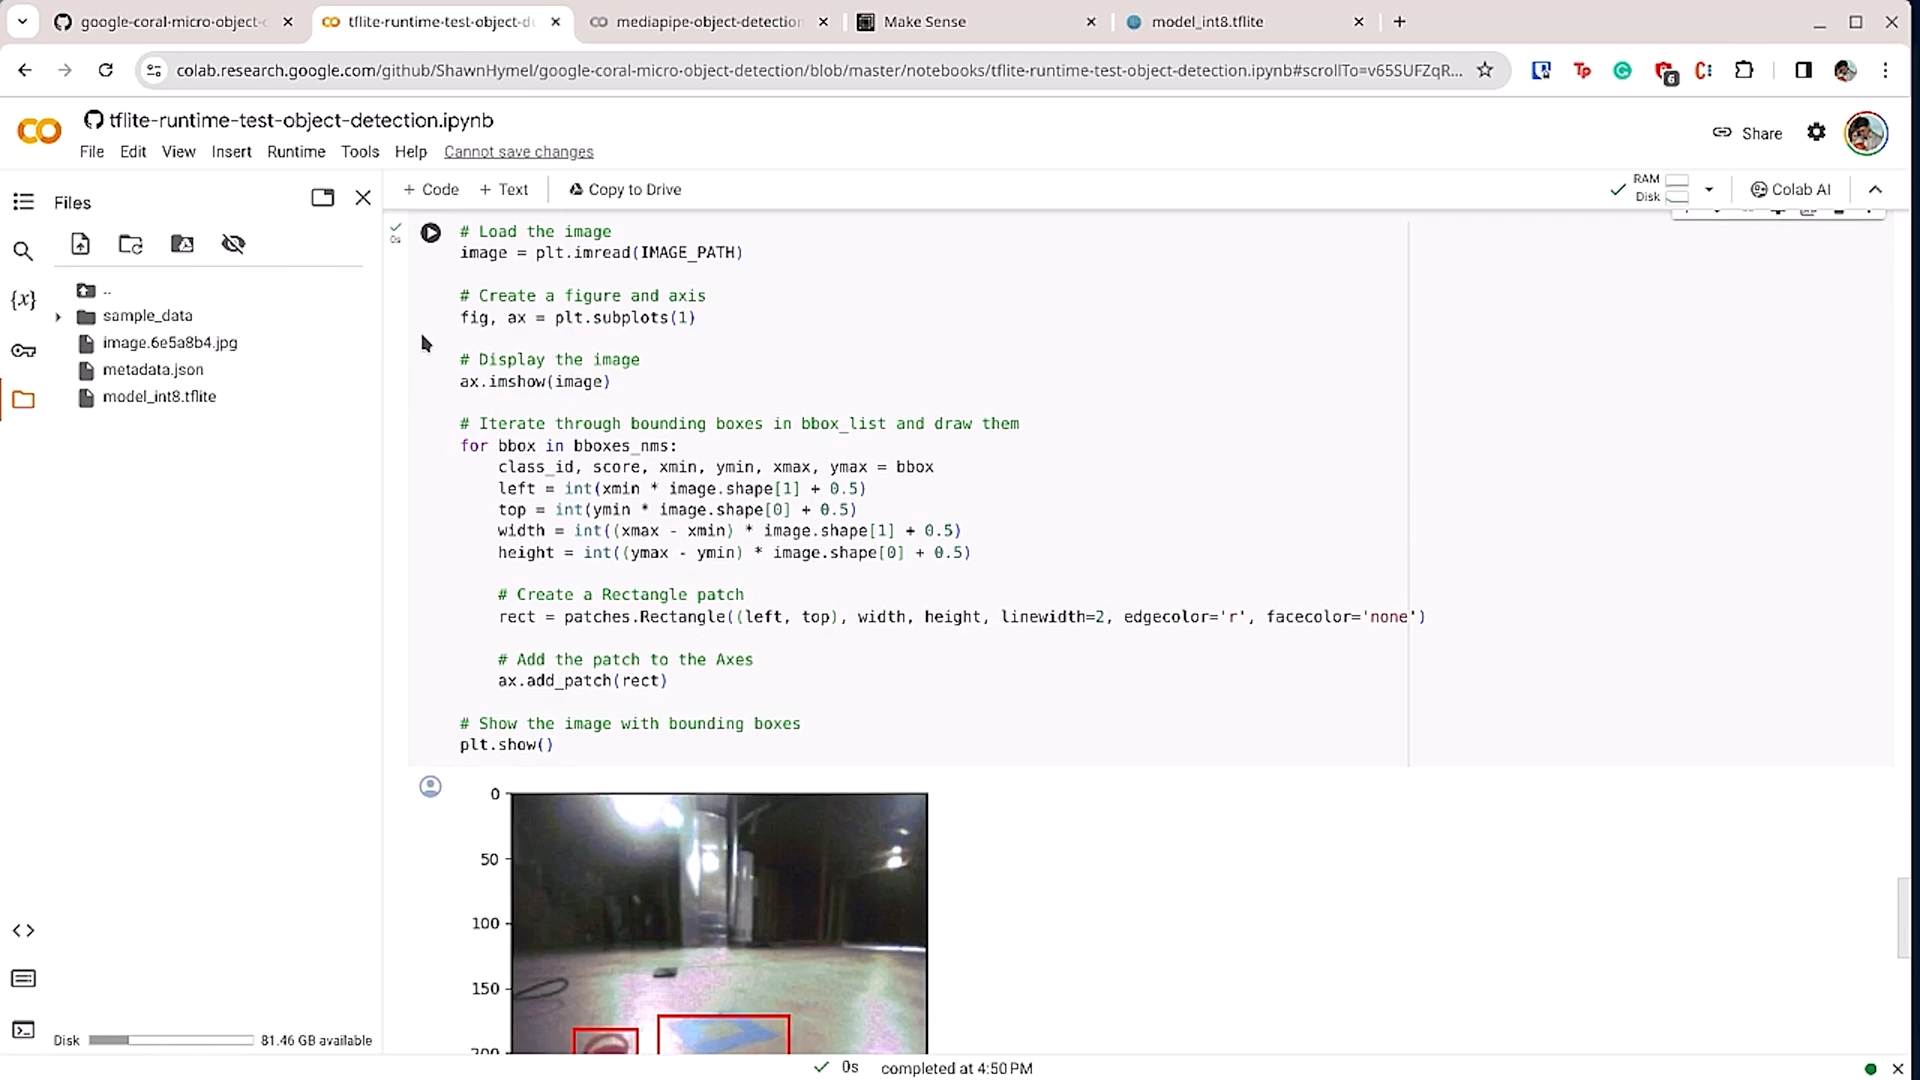 google-coral-micro-object-c
tflite-runtime-test-object-de
mediapipe-object-detection
Make Sense
model_int8.tflite
colab.research.google.com/github/ShawnHymel/google-coral-micro-object-detection/blob/master/notebooks/tflite-runtime-test-object-detection.ipynb#scrollTo=v65SUFZqR...
Tp
6
tflite-runtime-test-object-detection.ipynb
Share
File Edit View Insert Runtime Tools Help Cannot save changes
Files
+ Code + Text Copy to Drive
RAM
Disk
Colab AI
..
sample_data
image.6e5a8b4.jpg
metadata.json
model_int8.tflite
{x}
0s
# Load the image
image = plt.imread(IMAGE_PATH)
# Create a figure and axis
fig, ax = plt.subplots(1)
# Display the image
ax.imshow(image)
# Iterate through bounding boxes in bbox_list and draw them
for bbox in bboxes_nms:
class_id, score, xmin, ymin, xmax, ymax = bbox
left = int(xmin * image.shape[1] + 0.5)
top = int(ymin * image.shape[0] + 0.5)
width = int((xmax - xmin) * image.shape[1] + 0.5)
height = int((ymax - ymin) * image.shape[0] + 0.5)
# Create a Rectangle patch
rect = patches.Rectangle((left, top), width, height, linewidth=2, edgecolor='r', facecolor='none')
# Add the patch to the Axes
ax.add_patch(rect)
# Show the image with bounding boxes
plt.show()
0
50
100
150
200
Disk 81.46 GB available
0s completed at 4:50 PM